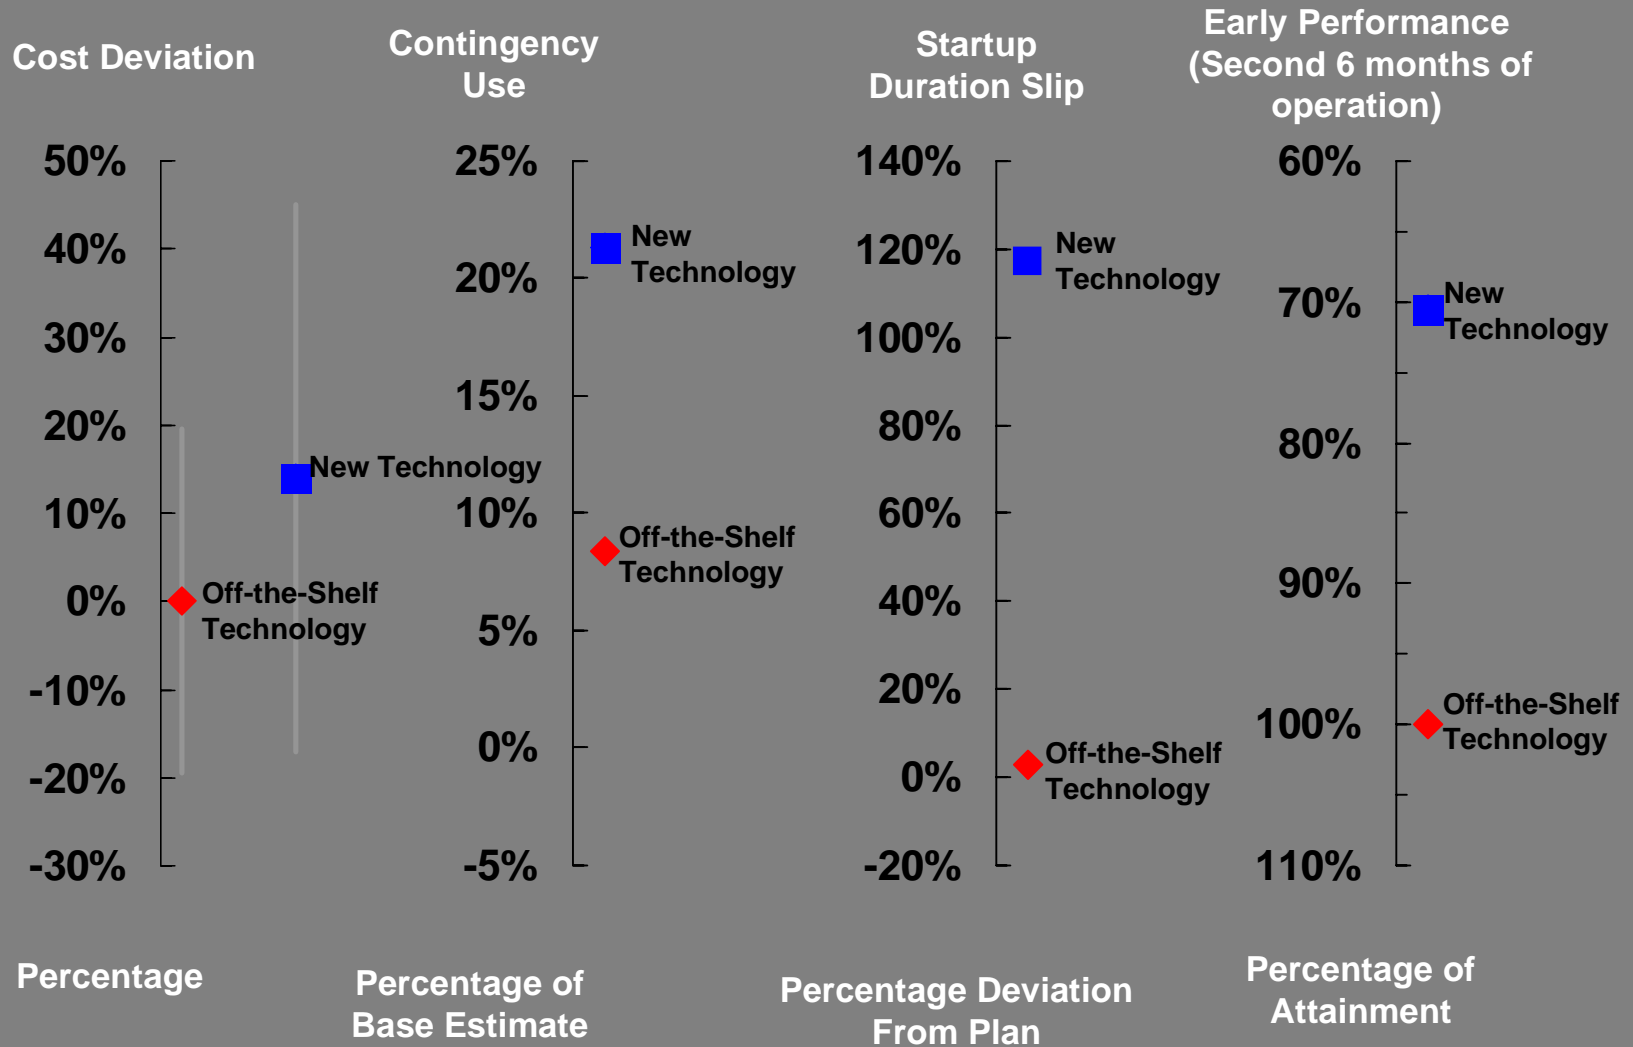 Cost Deviation
50%
40%
30%
20%
10%
0%
-10%
-20%
-30%
New Technology
Off-the-Shelf
Technology
Percentage
Contingency
Use
25%
20%
15%
10%
5%
0%
-5%
New
Technology
Off-the-Shelf
Technology
Percentage of
Base Estimate
Startup
Duration Slip
140%
120%
100%
80%
60%
40%
20%
0%
-20%
New
Technology
Off-the-Shelf
Technology
Percentage Deviation
From Plan
Early Performance
(Second 6 months of
operation)
60%
70%
80%
90%
100%
110%
New
Technology
Off-the-Shelf
Technology
Percentage of
Attainment